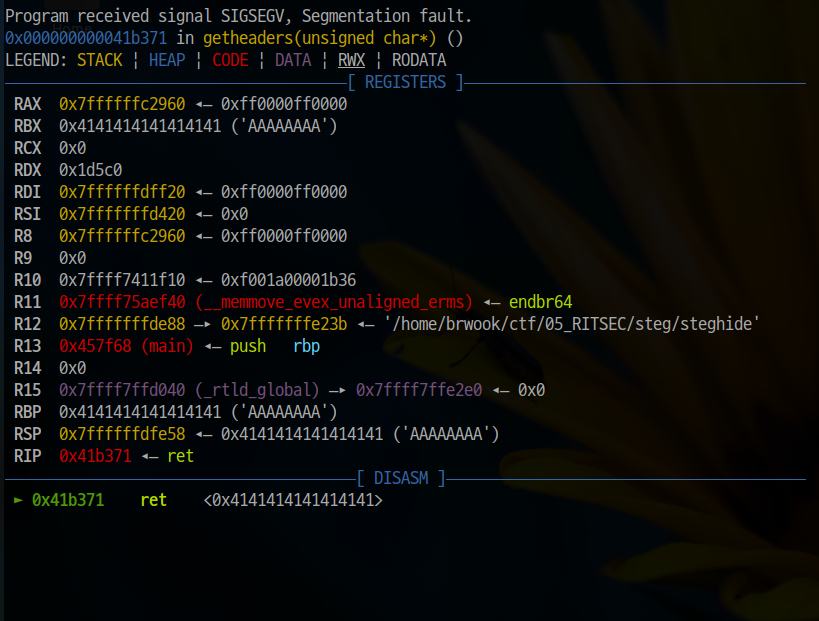 Program received signal SIGSEGV, Segmentation fault.
0x000000000041b371 in getheaders(unsigned char*) ()
LEGEND: STACK | HEAP | CODE | DATA | RWX | RODATA
[ REGISTERS ]
RAX 0x7ffffffc2960 ◂— 0xff0000ff0000
RBX 0x4141414141414141 ('AAAAAAAA')
RCX 0x0
RDX 0x1d5c0
RDI 0x7ffffffdff20 ◂— 0xff0000ff0000
RSI 0x7fffffffd420 ◂— 0x0
R8 0x7ffffffc2960 ◂— 0xff0000ff0000
R9 0x0
R10 0x7ffff7411f10 ◂— 0xf001a00001b36
R11 0x7ffff75aef40 (__memmove_evex_unaligned_erms) ◂— endbr64
R12 0x7fffffffde88 —▸ 0x7fffffffe23b ◂— '/home/brwook/ctf/05_RITSEC/steg/steghide'
R13 0x457f68 (main) ◂— push rbp
R14 0x0
R15 0x7ffff7ffd040 (_rtld_global) —▸ 0x7ffff7ffe2e0 ◂— 0x0
RBP 0x4141414141414141 ('AAAAAAAA')
RSP 0x7ffffffdfe58 ◂— 0x4141414141414141 ('AAAAAAAA')
RIP 0x41b371 ◂— ret
[ DISASM ]
► 0x41b371 ret <0x4141414141414141>